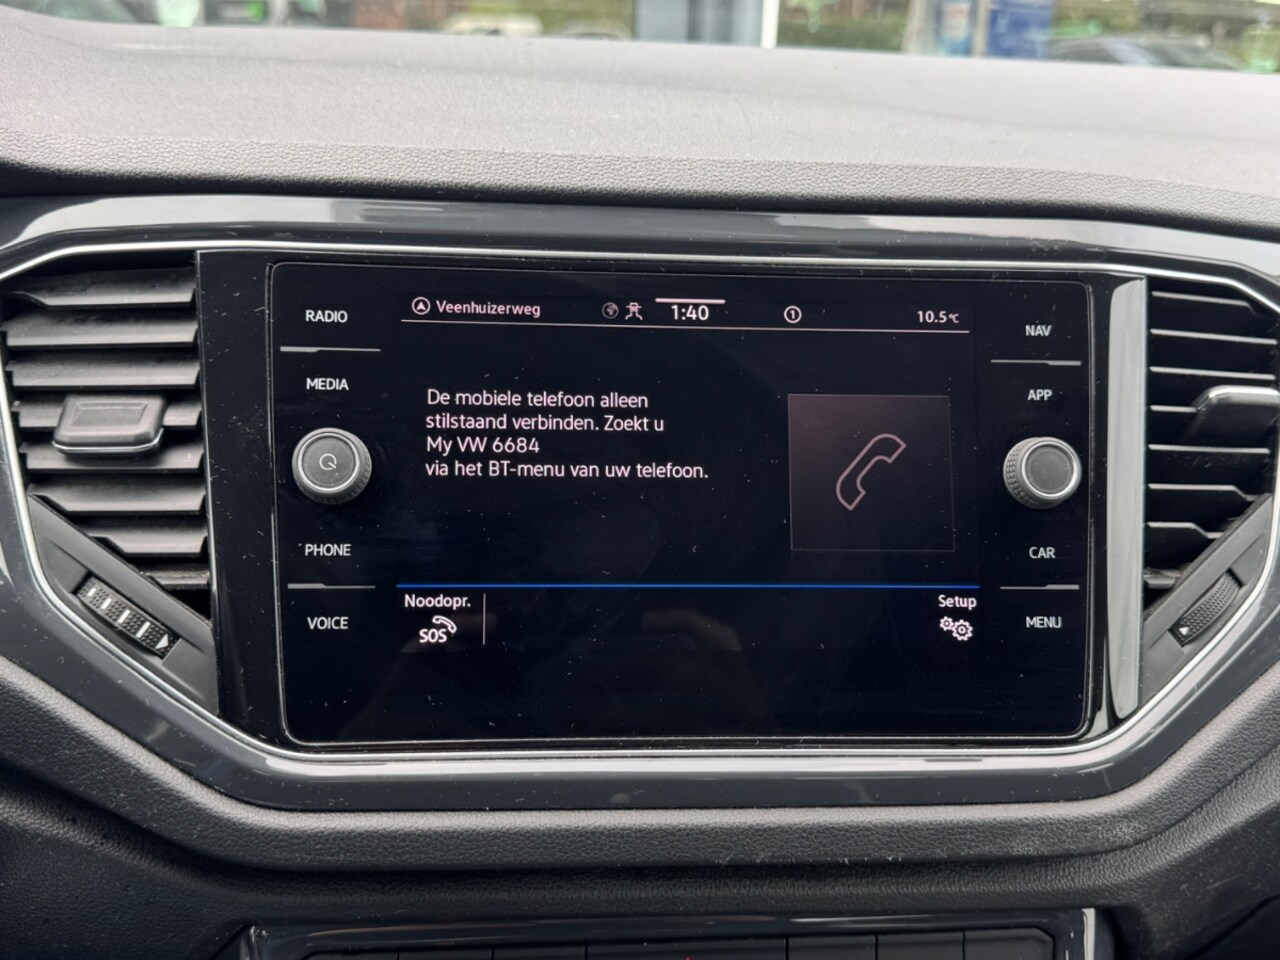 RADIO
MEDIA
PHONE
VOICE
Veenhuizerweg
1:40
1
10.5°C
De mobiele telefoon alleen
stilstaand verbinden. Zoekt u
My VW 6684
via het BT-menu van uw telefoon.
Noodopr.
SOS
Setup
NAV
APP
CAR
MENU